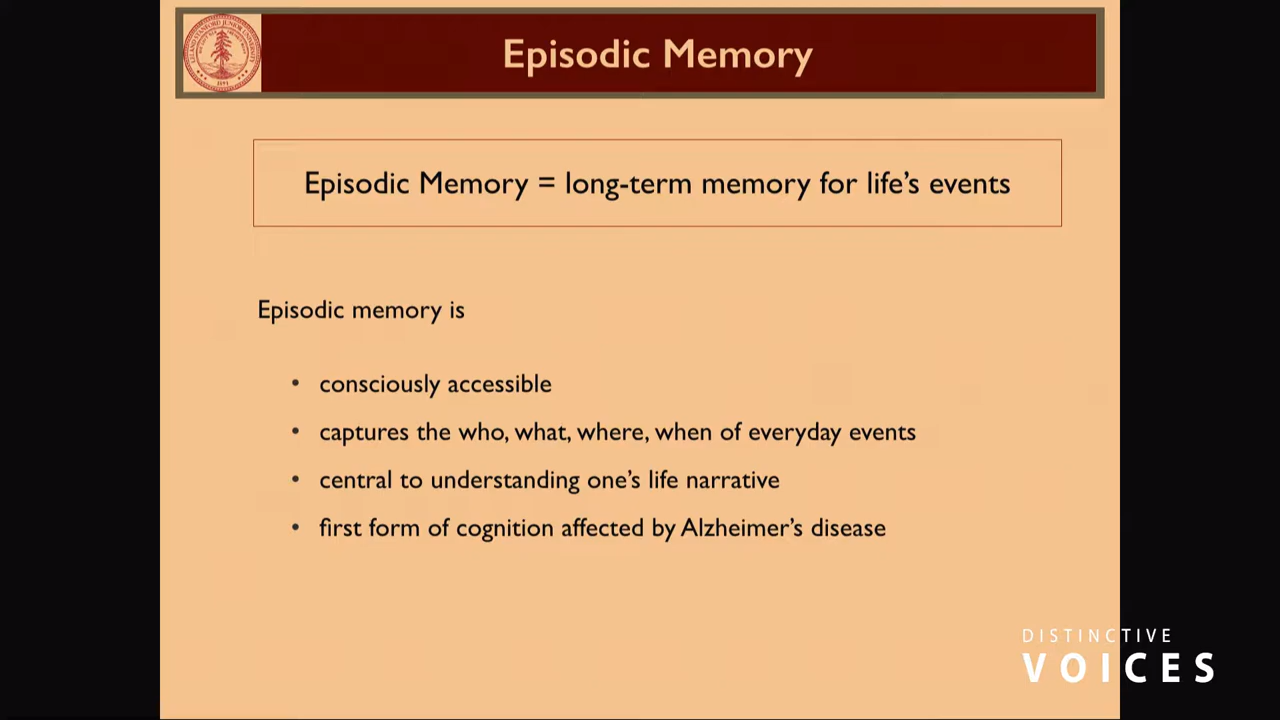 Episodic Memory
Episodic Memory = long-term memory for life’s events
Episodic memory is
• consciously accessible
• captures the who, what, where, when of everyday events
• central to understanding one’s life narrative
• first form of cognition affected by Alzheimer’s disease
DISTINCTIVE
VOICES